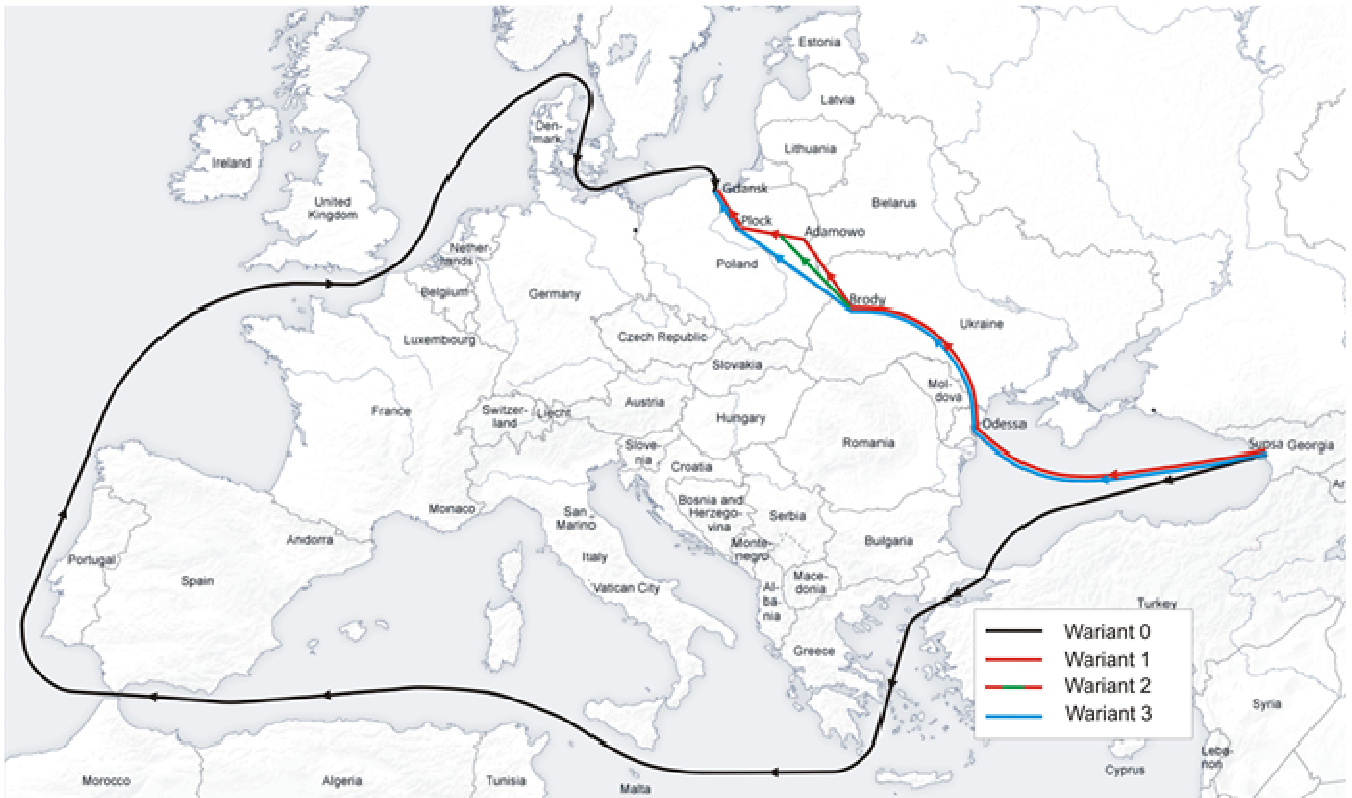 Estonia
Latvia
Lithuania
Den-
mark
Ireland
United
Kingdom
Gdansk
Belarus
Plock
Adamowo
Nether-
lands
Poland
Belgium
Germany
Brody
Ukraine
Luxembourg
Czech Republic
Slovakia
Mol-
dova
France
Switzer-
land
Liecht
Austria
Hungary
Odessa
Romania
Slove-
nia
Supsa Georgia
Croatia
Ar
Monaco
San
Marino
Bosnia and
Herzego-
vina
Serbia
Andorra
Monte-
negro
Bulgaria
Portugal
Spain
Italy
Vatican City
Al-
ba-
nia
Mace-
donia
Turkey
Greece
Wariant 0
Wariant 1
Wariant 2
Wariant 3
Syria
Leba-
non
Cyprus
Morocco
Algeria
Tunisia
Malta